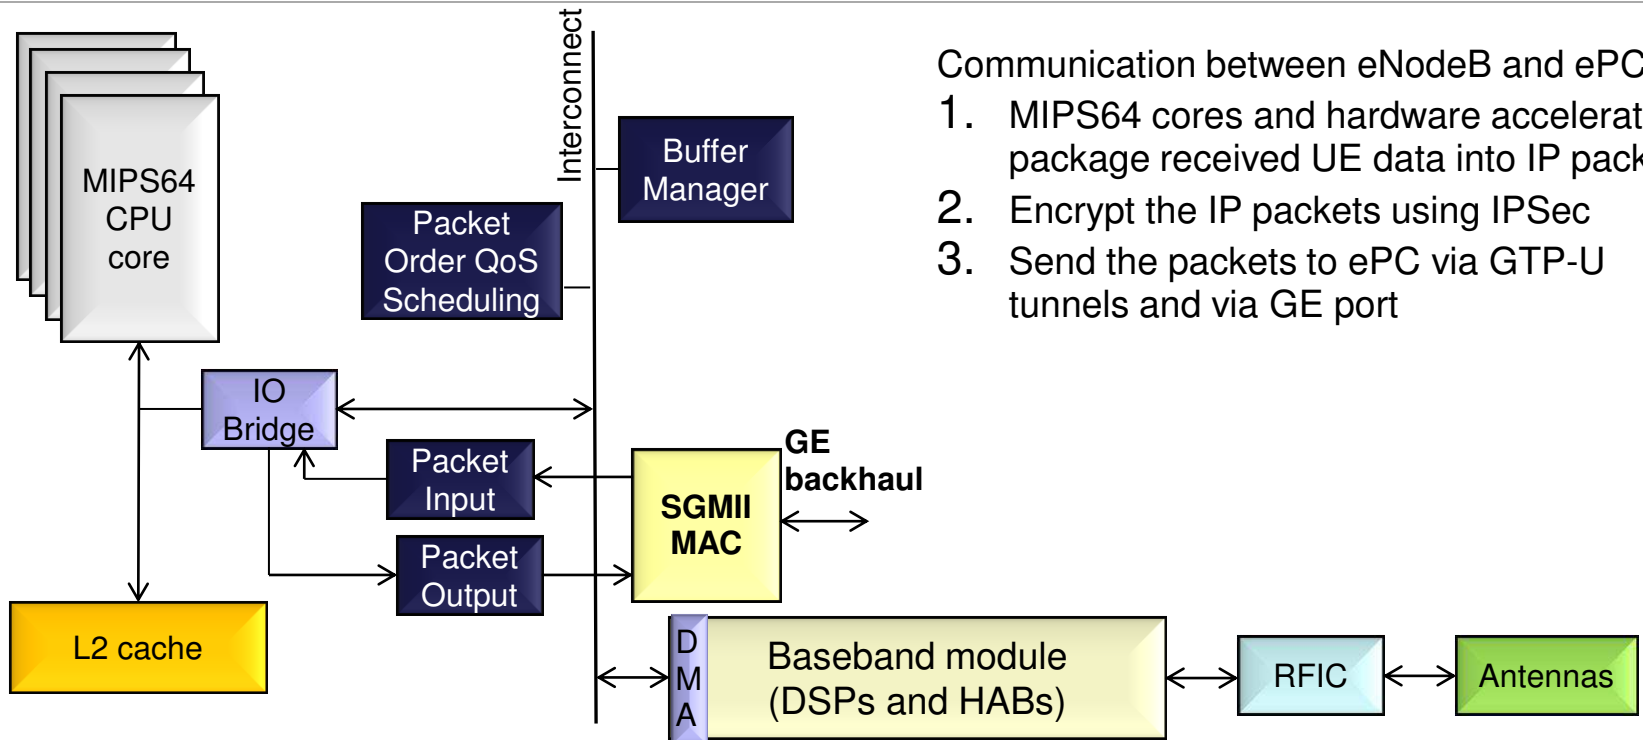 Interconnect
Communication between eNodeB and ePC
1. MIPS64 cores and hardware accelerat
package received UE data into IP pack
2. Encrypt the IP packets using IPSec
3. Send the packets to ePC via GTP-U
tunnels and via GE port
MIPS64
CPU
core
Buffer
Manager
Packet
Order QoS
Scheduling
IO
Bridge
Packet
Input
Packet
Output
SGMII
MAC
GE
backhaul
L2 cache
D
M
A
Baseband module
(DSPs and HABs)
RFIC
Antennas